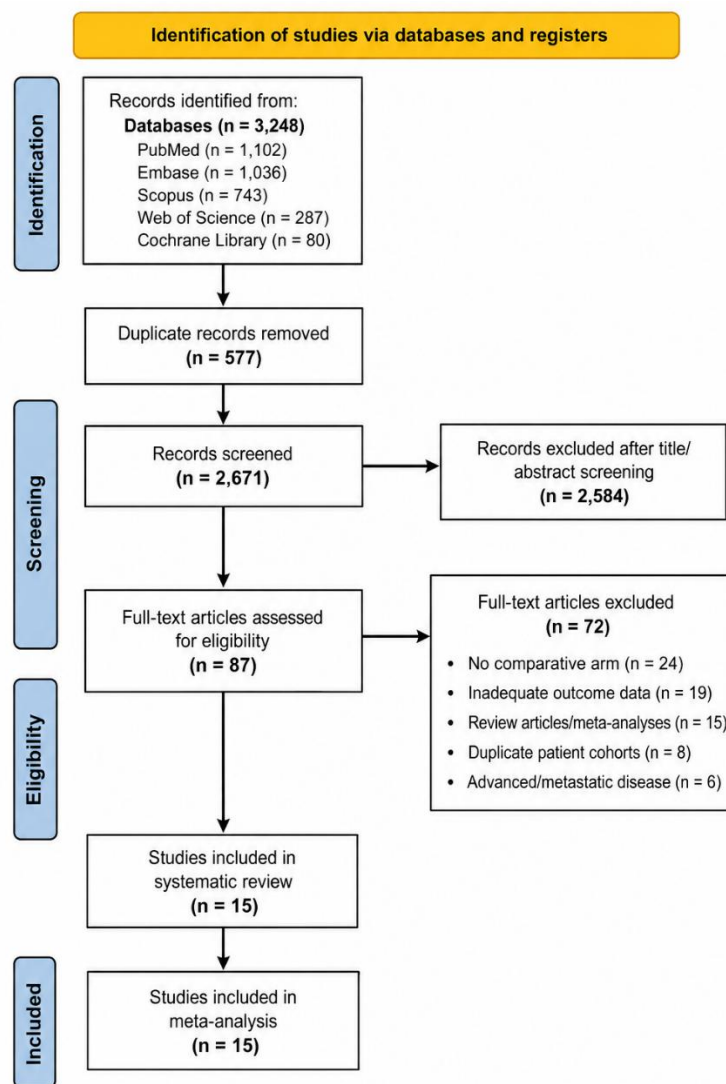 Identification of studies via databases and registers
Identification
Records identified from:
Databases (n = 3,248)
PubMed (n = 1,102)
Embase (n = 1,036)
Scopus (n = 743)
Web of Science (n = 287)
Cochrane Library (n = 80)
Duplicate records removed
(n = 577)
Screening
Records screened
(n = 2,671)
Records excluded after title/
abstract screening
(n = 2,584)
Full-text articles assessed
for eligibility
(n = 87)
Full-text articles excluded
(n = 72)
• No comparative arm (n = 24)
• Inadequate outcome data (n = 19)
• Review articles/meta-analyses (n = 15)
• Duplicate patient cohorts (n = 8)
• Advanced/metastatic disease (n = 6)
Eligibility
Studies included in
systematic review
(n = 15)
Included
Studies included in
meta-analysis
(n = 15)